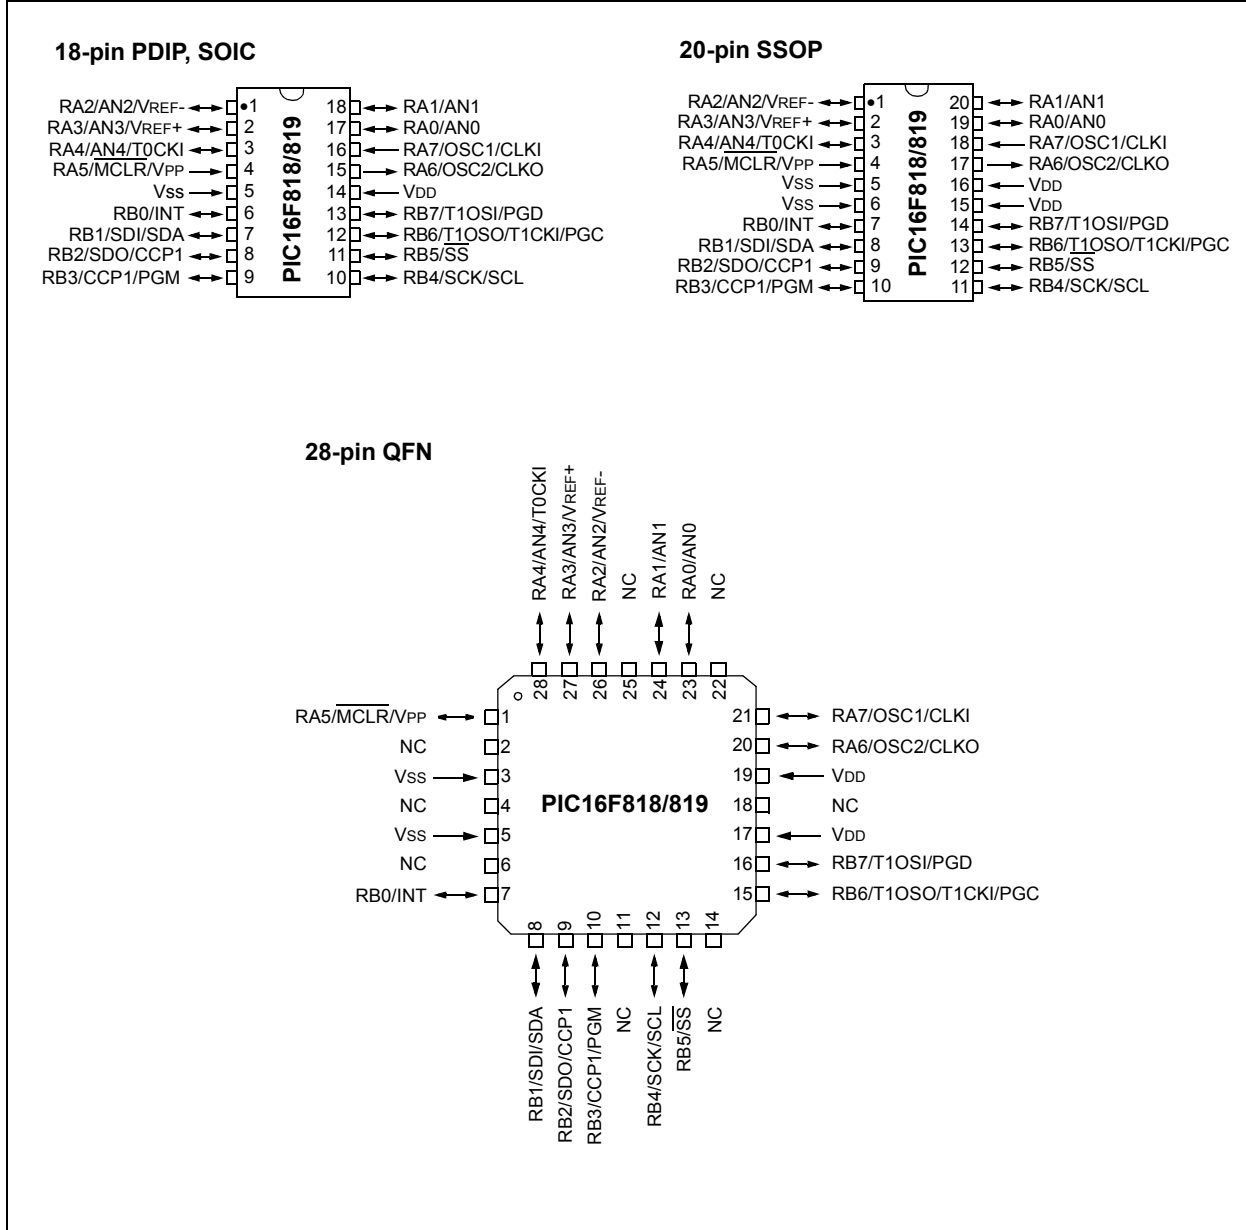 18-pin PDIP, SOIC
RA2/AN2/VREF- 1 18 RA1/AN1
RA3/AN3/VREF+ 2 17 RA0/AN0
RA4/AN4/T0CKI 3 16 RA7/OSC1/CLKI
RA5/MCLR/VPP 4 15 RA6/OSC2/CLKO
VSS 5 14 VDD
RB0/INT 6 13 RB7/T1OSI/PGD
RB1/SDI/SDA 7 12 RB6/T1OSO/T1CKI/PGC
RB2/SDO/CCP1 8 11 RB5/SS
RB3/CCP1/PGM 9 10 RB4/SCK/SCL
PIC16F818/819
20-pin SSOP
RA2/AN2/VREF- 1 20 RA1/AN1
RA3/AN3/VREF+ 2 19 RA0/AN0
RA4/AN4/T0CKI 3 18 RA7/OSC1/CLKI
RA5/MCLR/VPP 4 17 RA6/OSC2/CLKO
VSS 5 16 VDD
VSS 6 15 VDD
RB0/INT 7 14 RB7/T1OSI/PGD
RB1/SDI/SDA 8 13 RB6/T1OSO/T1CKI/PGC
RB2/SDO/CCP1 9 12 RB5/SS
RB3/CCP1/PGM 10 11 RB4/SCK/SCL
PIC16F818/819
28-pin QFN
RA4/AN4/T0CKI
RA3/AN3/VREF+
RA2/AN2/VREF-
NC
RA1/AN1
RA0/AN0
NC
28 27 26 25 24 23 22
RA5/MCLR/VPP 1 21 RA7/OSC1/CLKI
NC 2 20 RA6/OSC2/CLKO
VSS 3 19 VDD
NC 4 18 NC
PIC16F818/819
VSS 5 17 VDD
NC 6 16 RB7/T1OSI/PGD
RB0/INT 7 15 RB6/T1OSO/T1CKI/PGC
8 9 10 11 12 13 14
RB1/SDI/SDA
RB2/SDO/CCP1
RB3/CCP1/PGM
NC
RB4/SCK/SCL
RB5/SS
NC